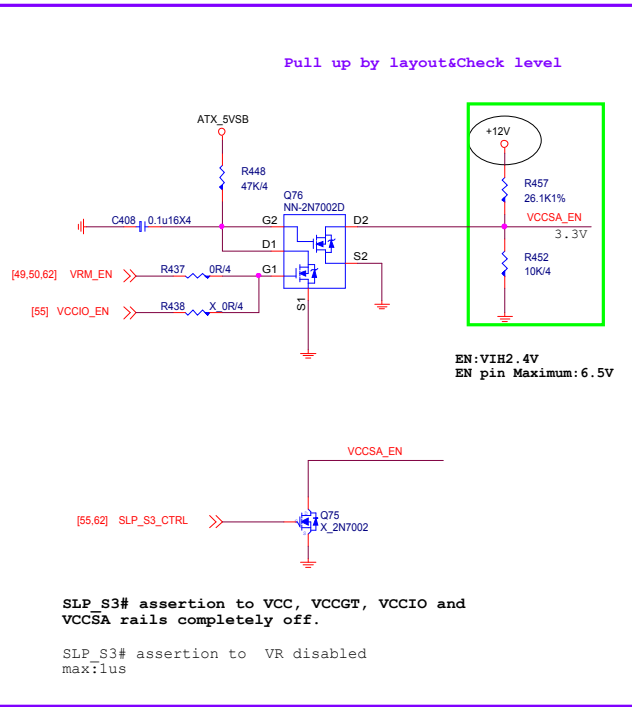 Pull up by layout&Check level
ATX_5VSB
+12V
R448
47K/4
Q76
NN-2N7002D
R457
26.1K1%
C408
0.1u16X4
G2
D2
VCCSA_EN
3.3V
D1
S2
R452
10K/4
[49,50,62] VRM_EN
R437
0R/4
G1
[55] VCCIO_EN
R438
X_0R/4
S1
EN:VIH2.4V
EN pin Maximum:6.5V
VCCSA_EN
[55,62] SLP_S3_CTRL
Q75
X_2N7002
SLP_S3# assertion to VCC, VCCGT, VCCIO and
VCCSA rails completely off.
SLP_S3# assertion to  VR disabled
max:1us